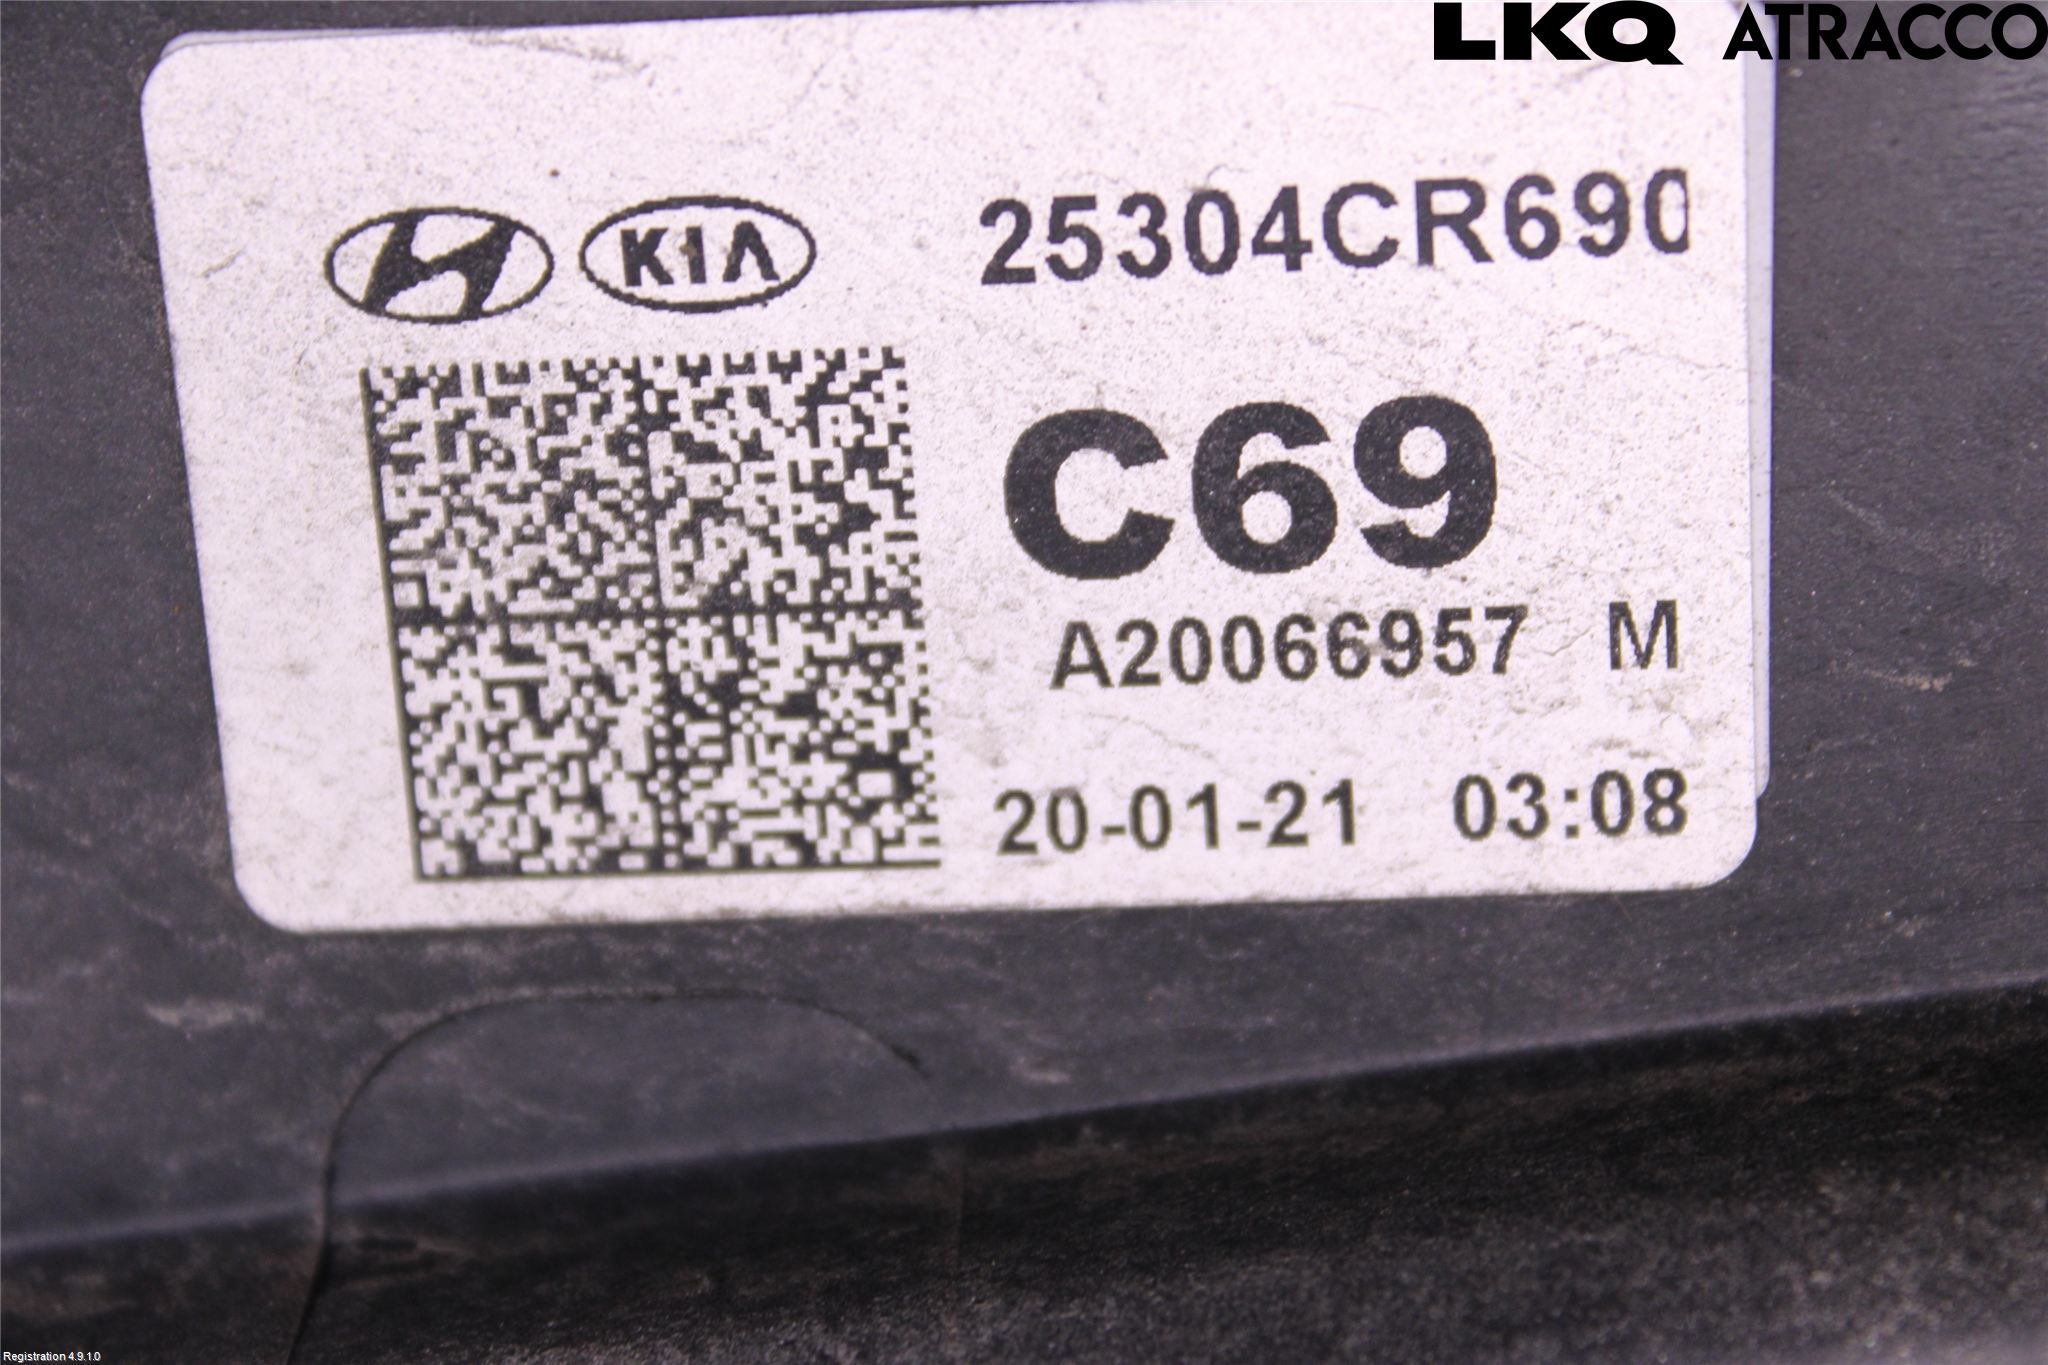 LKQ ATRACCO
KIA 25304CR690
C69
A20066957 M
20-01-21 03:08
Registration 4.9.1.0